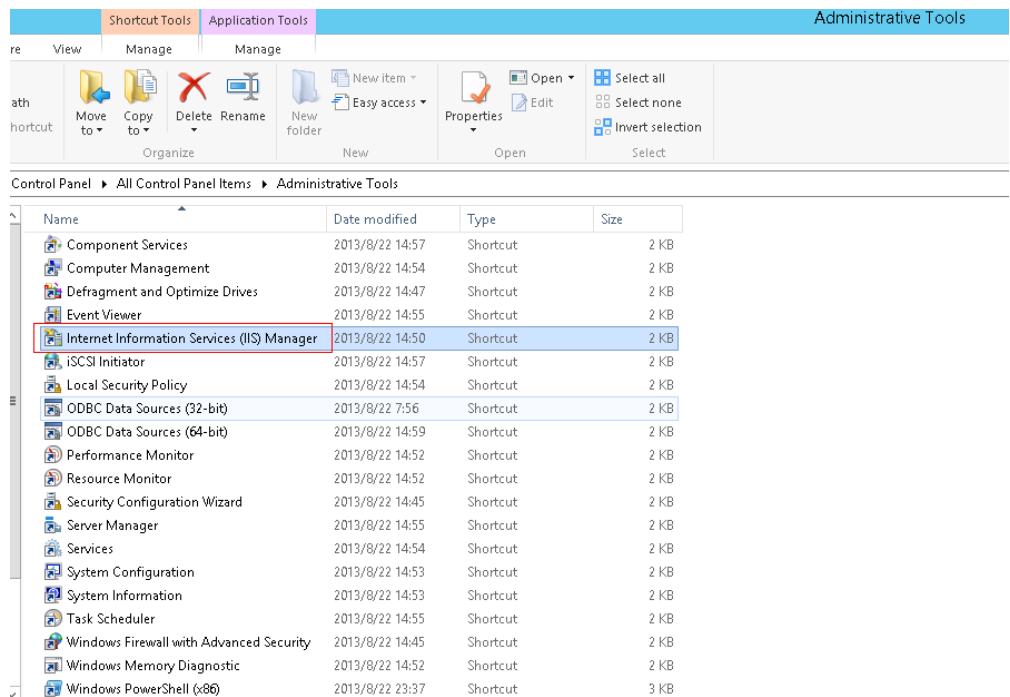 Shortcut Tools Application Tools Administrative Tools
re View Manage Manage
New item Open Select all
ath Easy access Edit Select none
hortcut Move to Copy to Delete Rename New folder Properties Invert selection
Organize New Open Select
Control Panel All Control Panel Items Administrative Tools
Name Date modified Type Size
Component Services 2013/8/22 14:57 Shortcut 2 KB
Computer Management 2013/8/22 14:54 Shortcut 2 KB
Defragment and Optimize Drives 2013/8/22 14:47 Shortcut 2 KB
Event Viewer 2013/8/22 14:55 Shortcut 2 KB
Internet Information Services (IIS) Manager 2013/8/22 14:50 Shortcut 2 KB
iSCSI Initiator 2013/8/22 14:57 Shortcut 2 KB
Local Security Policy 2013/8/22 14:54 Shortcut 2 KB
ODBC Data Sources (32-bit) 2013/8/22 7:56 Shortcut 2 KB
ODBC Data Sources (64-bit) 2013/8/22 14:59 Shortcut 2 KB
Performance Monitor 2013/8/22 14:52 Shortcut 2 KB
Resource Monitor 2013/8/22 14:52 Shortcut 2 KB
Security Configuration Wizard 2013/8/22 14:45 Shortcut 2 KB
Server Manager 2013/8/22 14:55 Shortcut 2 KB
Services 2013/8/22 14:54 Shortcut 2 KB
System Configuration 2013/8/22 14:53 Shortcut 2 KB
System Information 2013/8/22 14:53 Shortcut 2 KB
Task Scheduler 2013/8/22 14:55 Shortcut 2 KB
Windows Firewall with Advanced Security 2013/8/22 14:45 Shortcut 2 KB
Windows Memory Diagnostic 2013/8/22 14:52 Shortcut 2 KB
Windows PowerShell (x86) 2013/8/22 23:37 Shortcut 3 KB